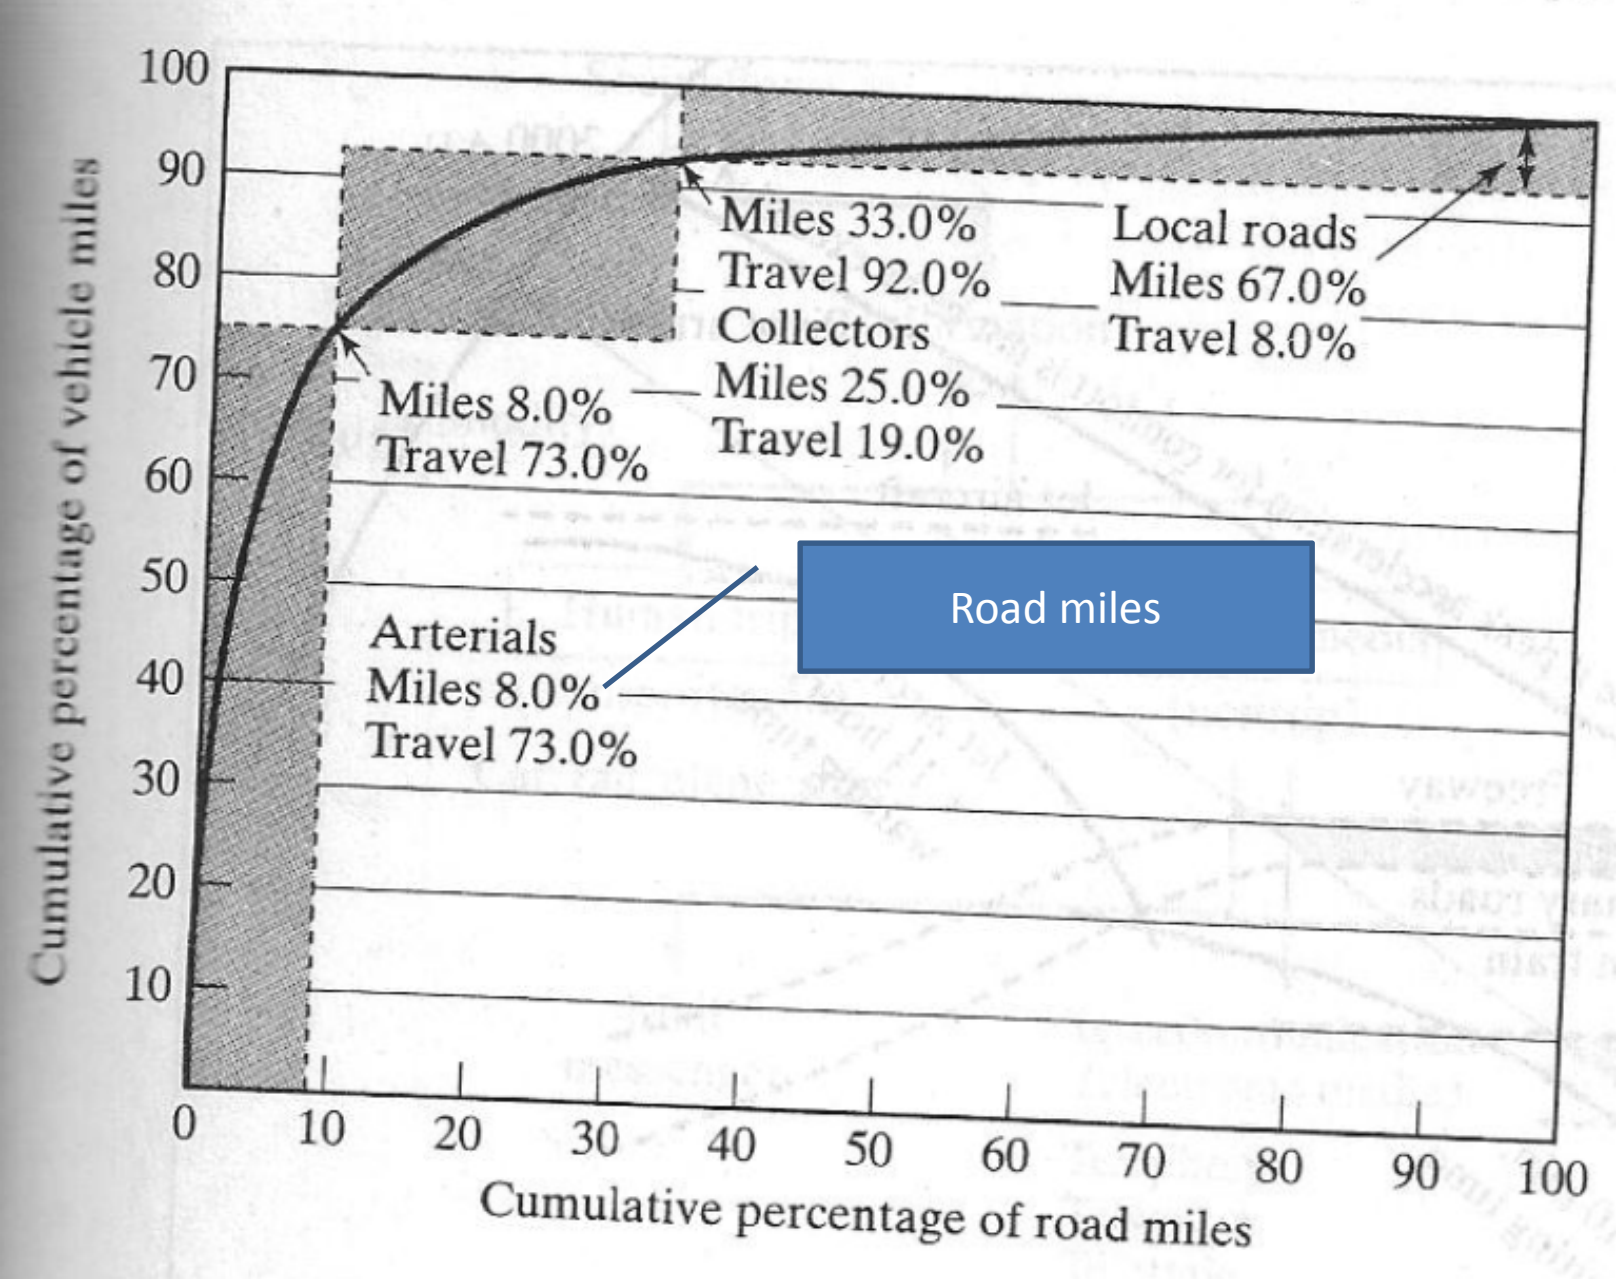 Cumulative percentage of vehicle miles
100
90
80
70
60
50
40
30
20
10
Miles 33.0%
Travel 92.0%
Collectors
Miles 25.0%
Travel 19.0%
Local roads
Miles 67.0%
Travel 8.0%
Miles 8.0%
Travel 73.0%
Road miles
Arterials
Miles 8.0%
Travel 73.0%
0 10 20 30 40 50 60 70 80 90 100
Cumulative percentage of road miles